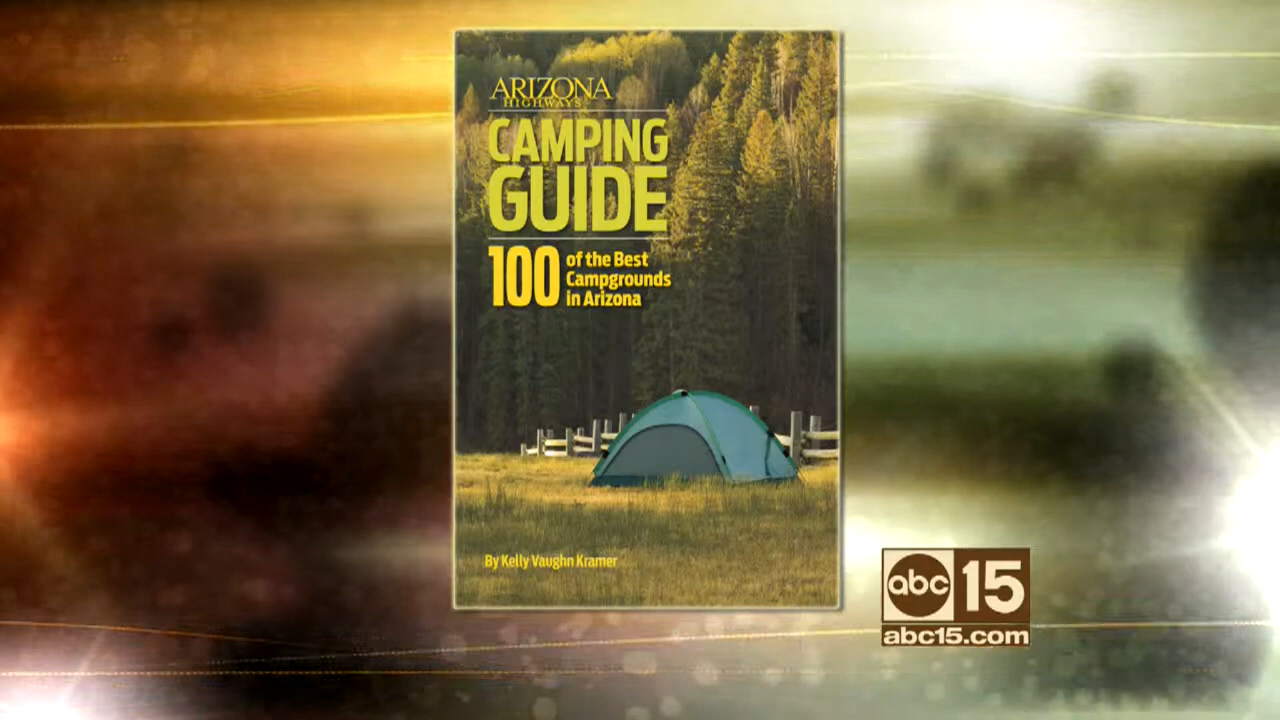 ARIZONA
HIGHWAYS
CAMPING
GUIDE
100
of the Best
Campgrounds
in Arizona
By Kelly Vaughn Kramer
abc 15
abc15.com